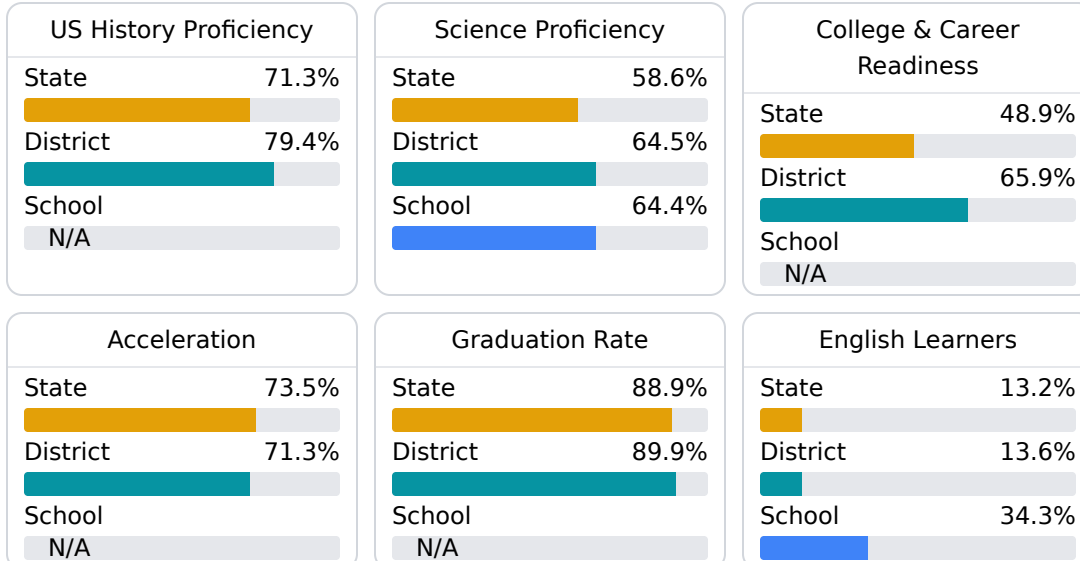 US History Proficiency
State 71.3%
District 79.4%
School
N/A
Science Proficiency
State 58.6%
District 64.5%
School 64.4%
College & Career
Readiness
State 48.9%
District 65.9%
School
N/A
Acceleration
State 73.5%
District 71.3%
School
N/A
Graduation Rate
State 88.9%
District 89.9%
School
N/A
English Learners
State 13.2%
District 13.6%
School 34.3%